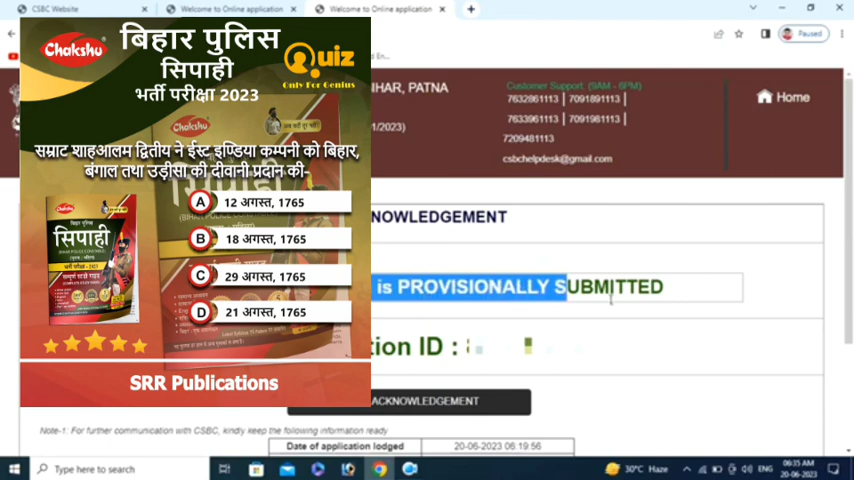 CSBC Website
Welcome to Online application
Welcome to Online application
Paused
Chakshu
बिहार पुलिस
सिपाही
भर्ती परीक्षा 2023
Quiz
Only For Genius
सम्राट शाहआलम द्वितीय ने ईस्ट इण्डिया कम्पनी को बिहार,
बंगाल तथा उड़ीसा की दीवानी प्रदान की-
A 12 अगस्त, 1765
B 18 अगस्त, 1765
C 29 अगस्त, 1765
D 21 अगस्त, 1765
Chakshu
बिहार पुलिस
सिपाही
SRR Publications
BIHAR, PATNA
1/2023)
Customer Support: (9AM - 6PM)
7632861113 | 7091891113 |
7633961113 | 7091981113 |
7209481113
csbchelpdesk@gmail.com
Home
NOWLEDGEMENT
is PROVISIONALLY SUBMITTED
tion ID :
ACKNOWLEDGEMENT
Note-1: For further communication with CSBC, kindly keep the following information ready
Date of application lodged 20-06-2023 06:19:56
Type here to search
30°C Haze
ENG
06:35 AM
20-06-2023